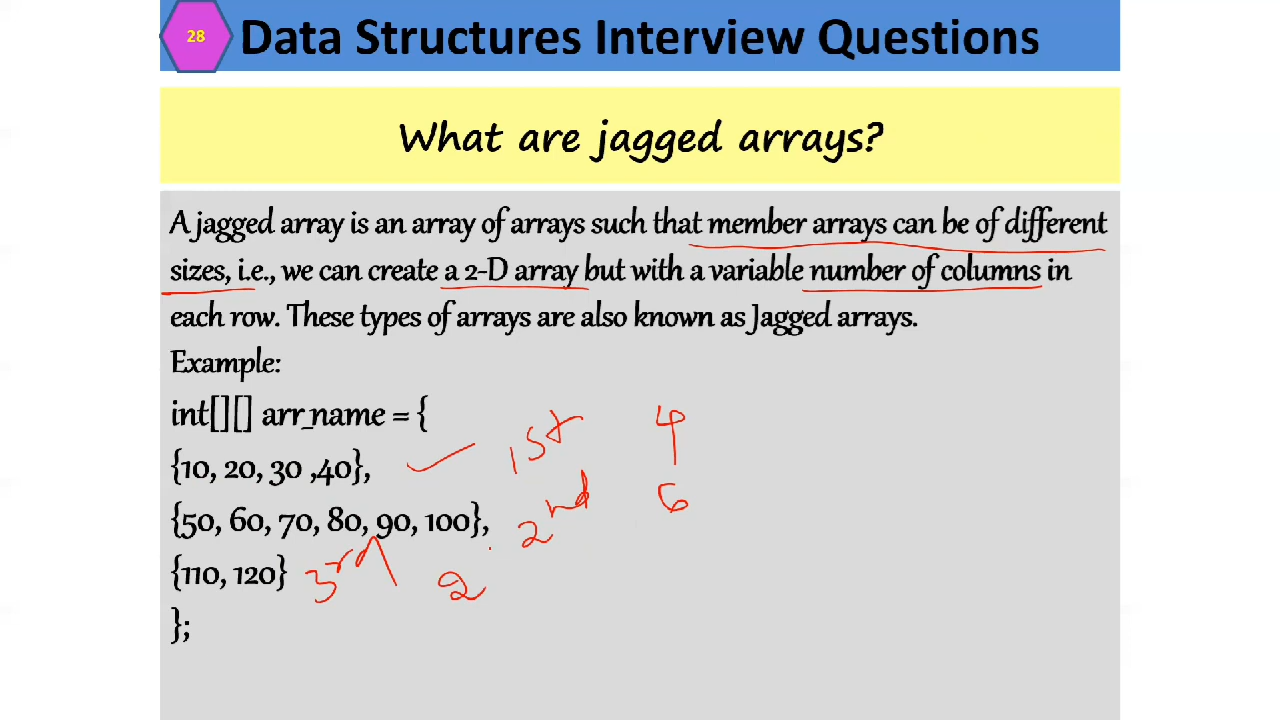 28
Data Structures Interview Questions
What are jagged arrays?
A jagged array is an array of arrays such that member arrays can be of different
sizes, i.e., we can create a 2-D array but with a variable number of columns in
each row. These types of arrays are also known as Jagged arrays.
Example:
int[][] arr_name = {
{10, 20, 30 ,40}, 1st 4
{50, 60, 70, 80, 90, 100}, 2nd 6
{110, 120} 3rd 2
};